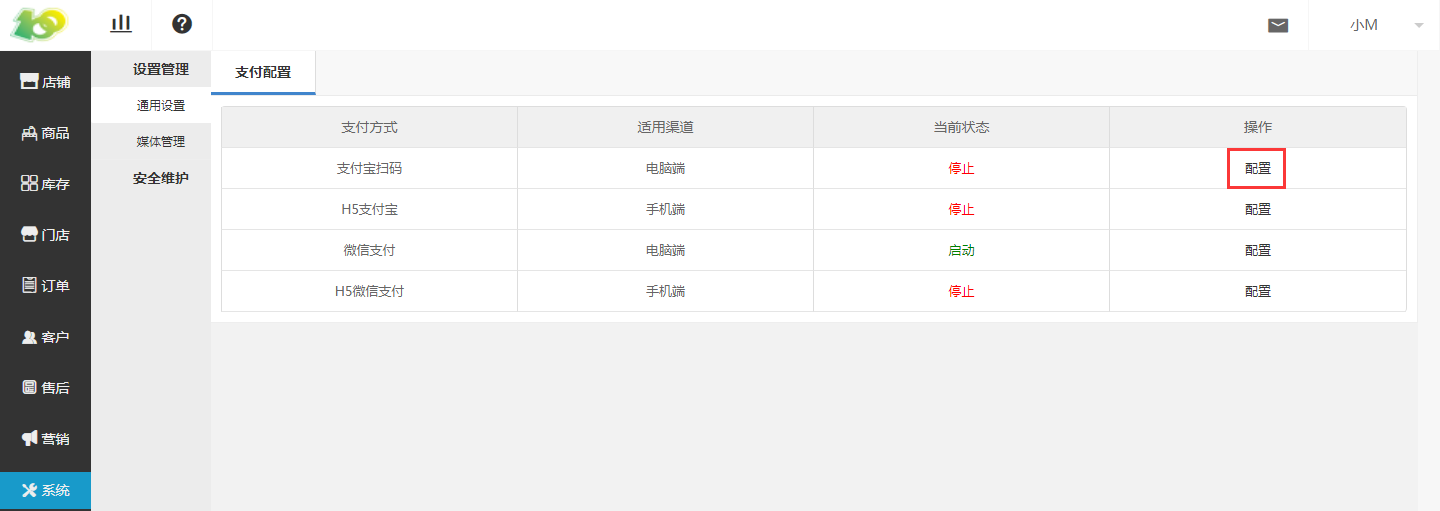 小M
店铺
商品
库存
门店
订单
客户
售后
营销
系统
设置管理
通用设置
媒体管理
安全维护
支付配置
支付方式 适用渠道 当前状态 操作
支付宝扫码 电脑端 停止 配置
H5支付宝 手机端 停止 配置
微信支付 电脑端 启动 配置
H5微信支付 手机端 停止 配置